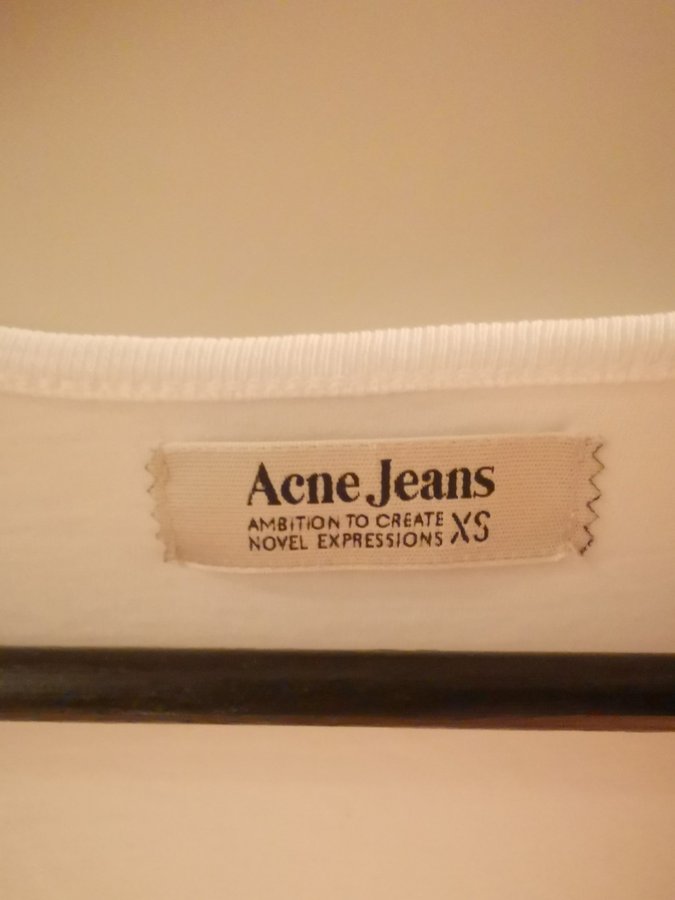 Acne Jeans
AMBITION TO CREATE XS
NOVEL EXPRESSIONS